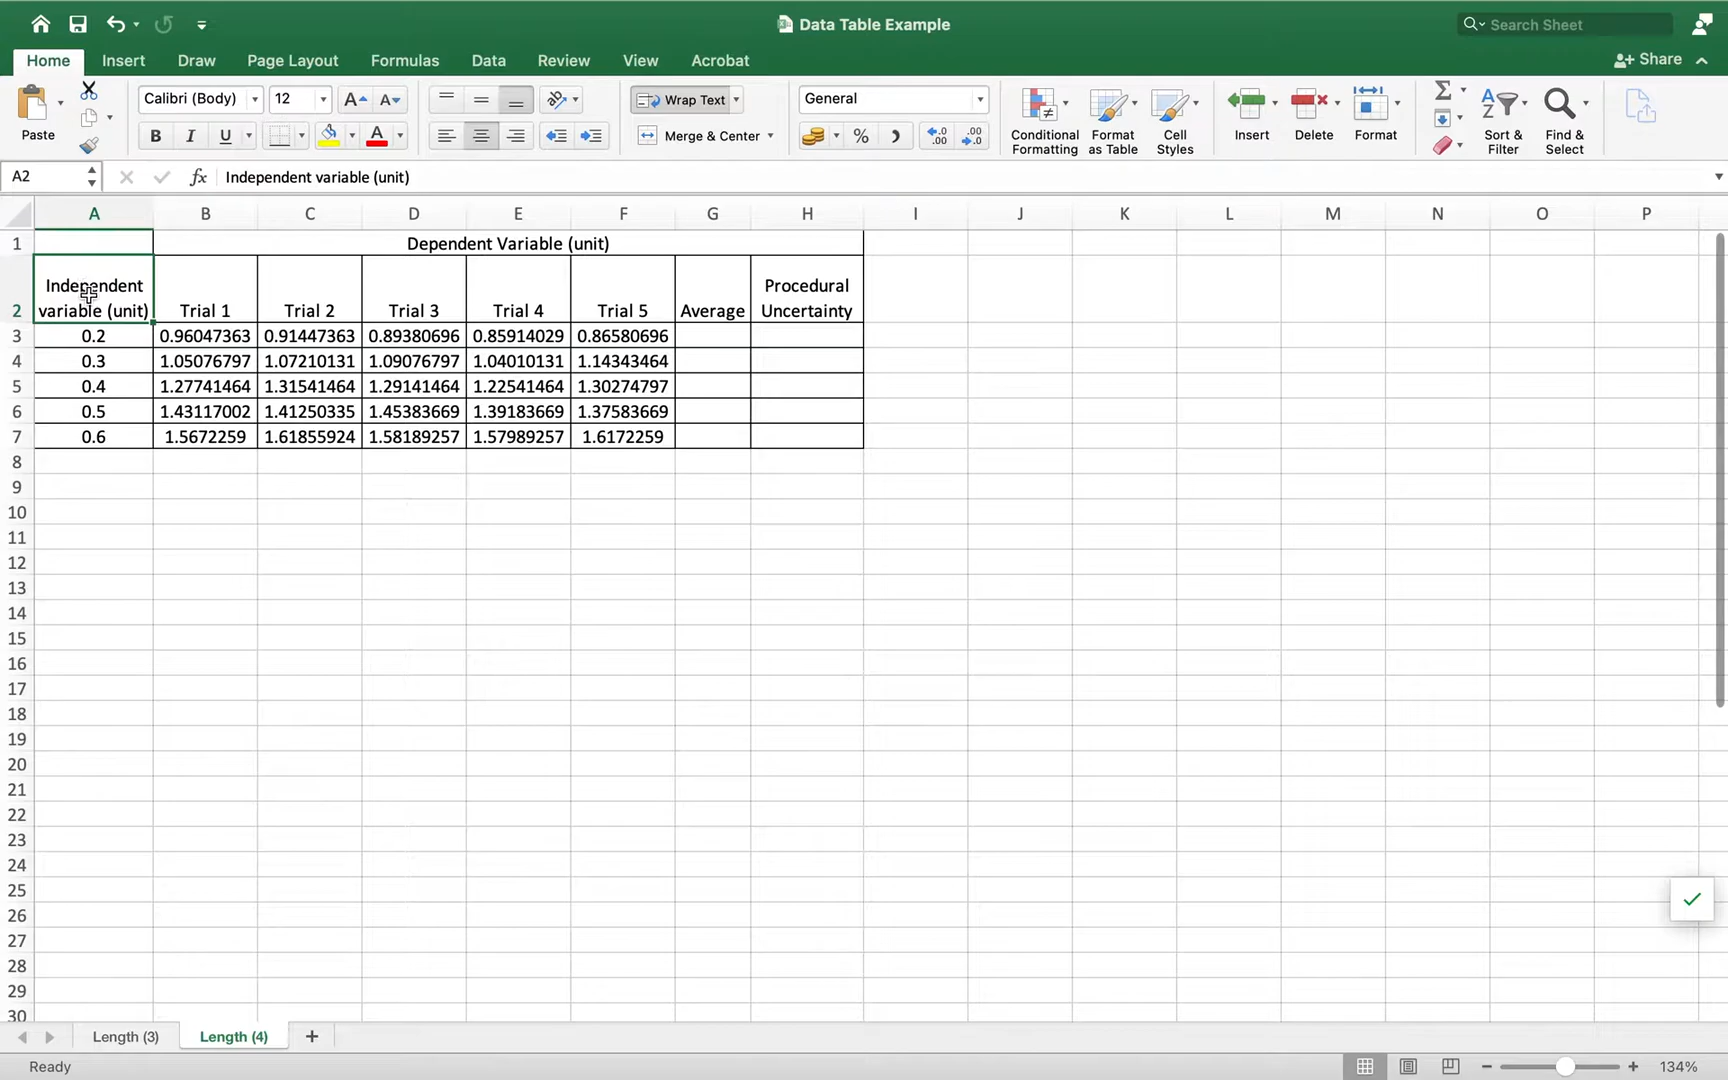 Data Table Example
Search Sheet
Home Insert Draw Page Layout Formulas Data Review View Acrobat
Share
Paste
Calibri (Body) 12
Wrap Text
General
Merge & Center
Conditional Formatting
Format as Table
Cell Styles
Insert
Delete
Format
Sort & Filter
Find & Select
A2 fx Independent variable (unit)
A B C D E F G H I J K L M N O P
1 Dependent Variable (unit)
2 Independent variable (unit) Trial 1 Trial 2 Trial 3 Trial 4 Trial 5 Average Procedural Uncertainty
3 0.2 0.96047363 0.91447363 0.89380696 0.85914029 0.86580696
4 0.3 1.05076797 1.07210131 1.09076797 1.04010131 1.14343464
5 0.4 1.27741464 1.31541464 1.29141464 1.22541464 1.30274797
6 0.5 1.43117002 1.41250335 1.45383669 1.39183669 1.37583669
7 0.6 1.5672259 1.61855924 1.58189257 1.57989257 1.6172259
8
9
10
11
12
13
14
15
16
17
18
19
20
21
22
23
24
25
26
27
28
29
30
Length (3) Length (4)
Ready
134%